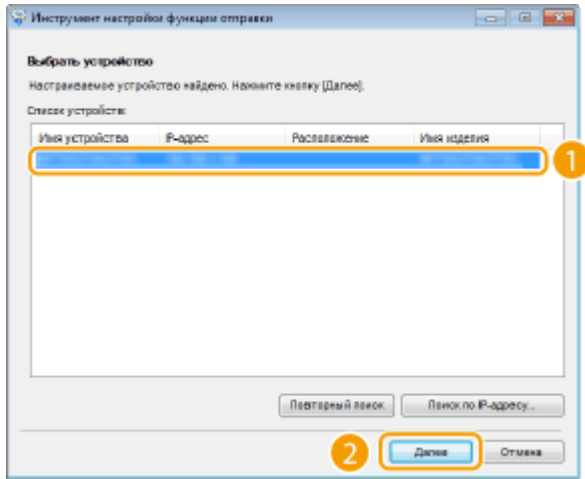 Инструмент настройки функции отправки
Выбрать устройство
Настраиваемое устройство найдено. Нажмите кнопку [Далее].
Список устройств:
Имя устройства IP-адрес Расположение Имя изделия
1
Повторный поиск Поиск по IP-адресу...
2 Далее Отмена